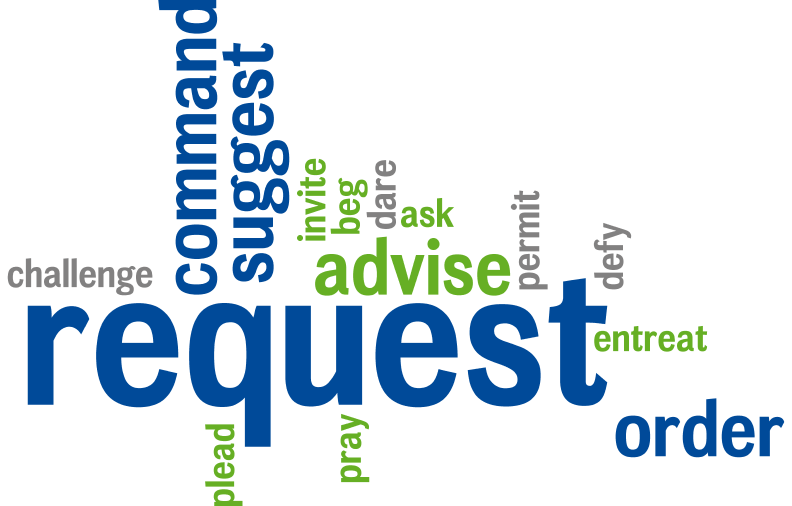 command
suggest
invite
beg
dare
ask
permit
defy
advise
challenge
request
entreat
order
plead
pray